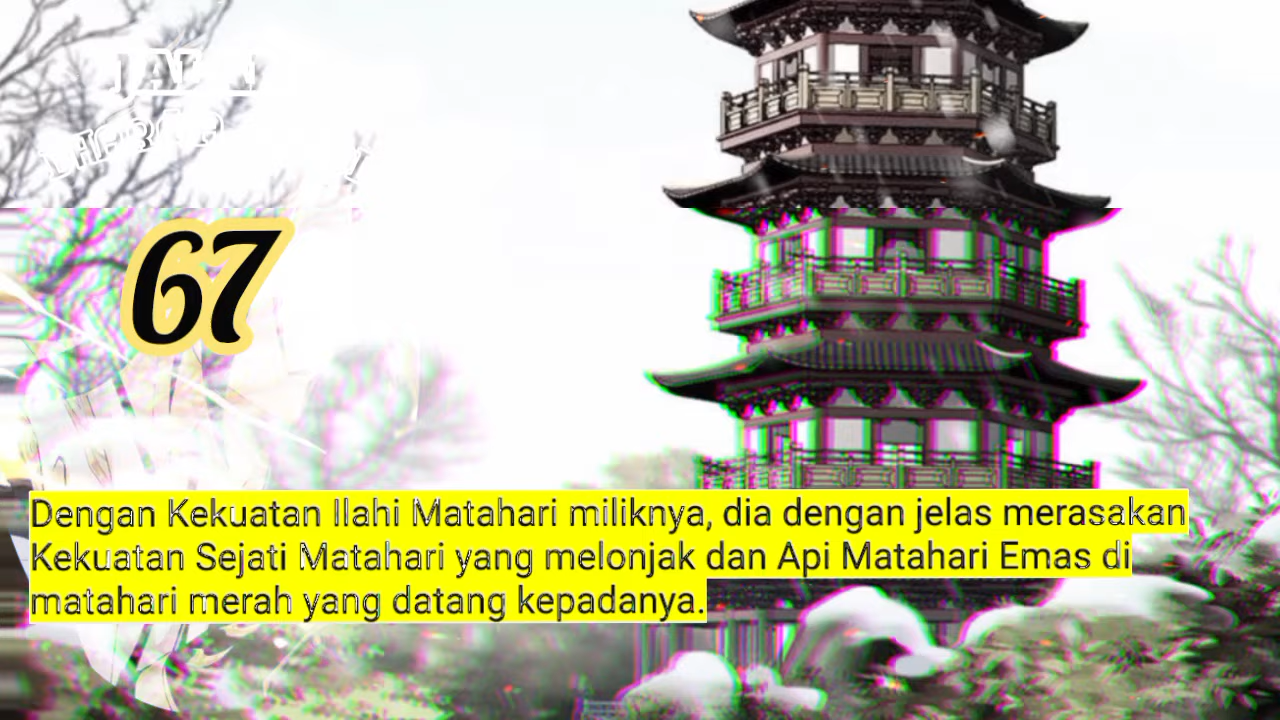 67
Dengan Kekuatan Ilahi Matahari miliknya, dia dengan jelas merasakan
Kekuatan Sejati Matahari yang melonjak dan Api Matahari Emas di
matahari merah yang datang kepadanya.